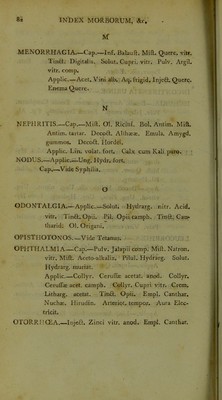 82 INDEX MORBORUM, &c.
M
MENORRHAGIA.—Cap.—Inf. Balauſt. Miſt. Querc. vitr.
Tinct. Digitalis. Solut. Cupri. vitr. Pulv. Argil.
vitr. comp.
Applic.—Acet. Vini alb. Aq. frigid. Inject. Querc.
Enema Querc.
N
NEPHRITIS.—Cap.—Miſt. Ol. Ricini. Bol. Antim. Miſt.
Antim. tartar. Decoct. Althææ. Emuls. Amygd.
gummos. Decoct. Hordei.
Applic. Lin. volat. fort. Calx cum Kali puro.
NODUS.—Applic.—Ung. Hydr. fort.
Cap.—Vide Syphilis.
O
ODONTALGIA.—Applic.—Solut. Hydrarg. nitr. Acid.
vitr. Tinct. Opii. Pil. Opii camph. Tinct. Can-
tharid: Ol. Origani.
OPISTHOTONOS.—Vide Tetanus.
OPHTHALMIA.—Cap.—Pulv. Jalapii comp. Miſt. Natron.
vitr. Miſt. Aceto-alkalin. Pilul. Hydrarg. Solut.
Hydrarg. muriat.
Applic.—Collyr. Ceruſſæ acetat. anod. Collyr.
Ceruſſæ acet. camph. Collyr. Cupri vitr. Crem.
Litharg. acetat. Tinct. Opii. Empl. Canthar.
Nuchæ. Hirudin. Arteriot. tempor. Aura Elec-
tricit.
OTORRHŒA.—Inject. Zinci vitr. anod. Empl. Canthar.